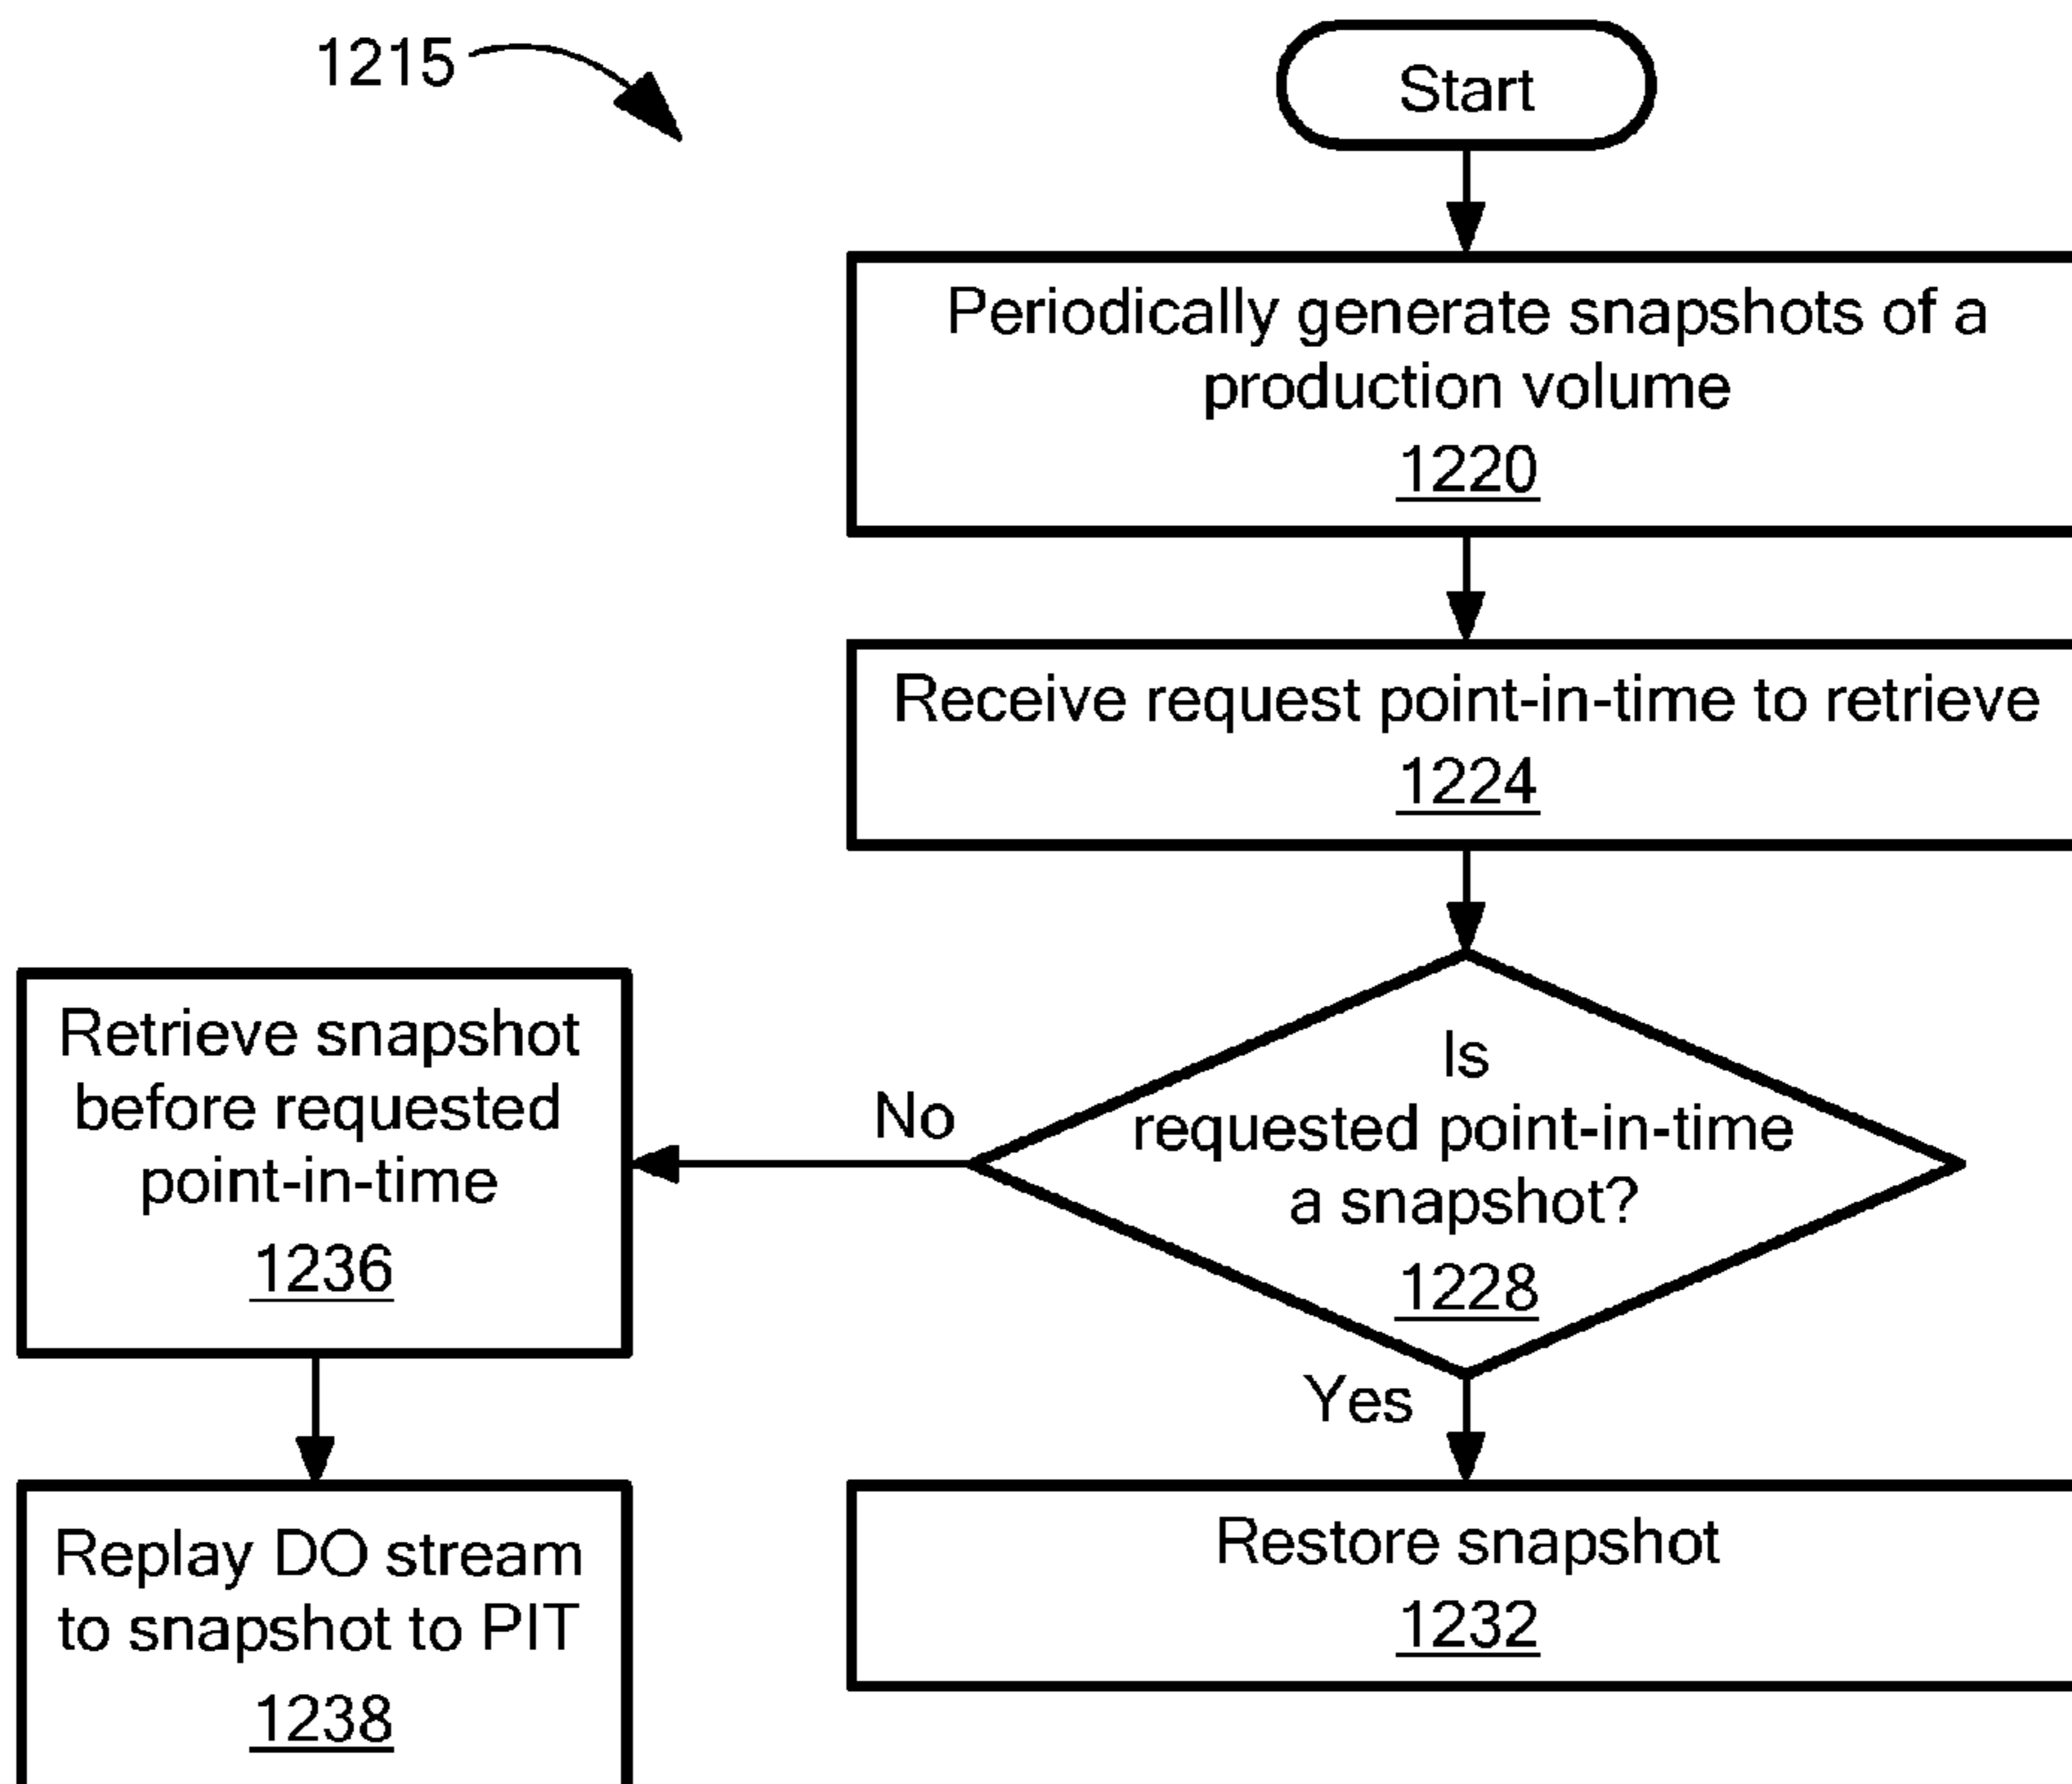 1215
Start
Periodically generate snapshots of a
production volume
1220
Receive request point-in-time to retrieve
1224
Is
requested point-in-time
a snapshot?
1228
No
Yes
Retrieve snapshot
before requested
point-in-time
1236
Replay DO stream
to snapshot to PIT
1238
Restore snapshot
1232